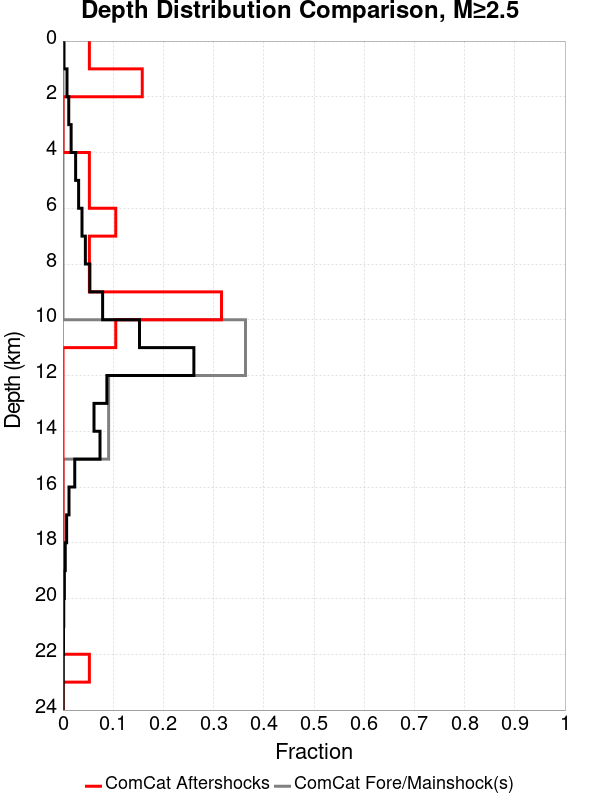 Depth Distribution Comparison, M≥2.5
0
2
4
6
8
10
12
14
16
18
20
22
24
Depth (km)
0 0.1 0.2 0.3 0.4 0.5 0.6 0.7 0.8 0.9 1
Fraction
ComCat Aftershocks ComCat Fore/Mainshock(s)